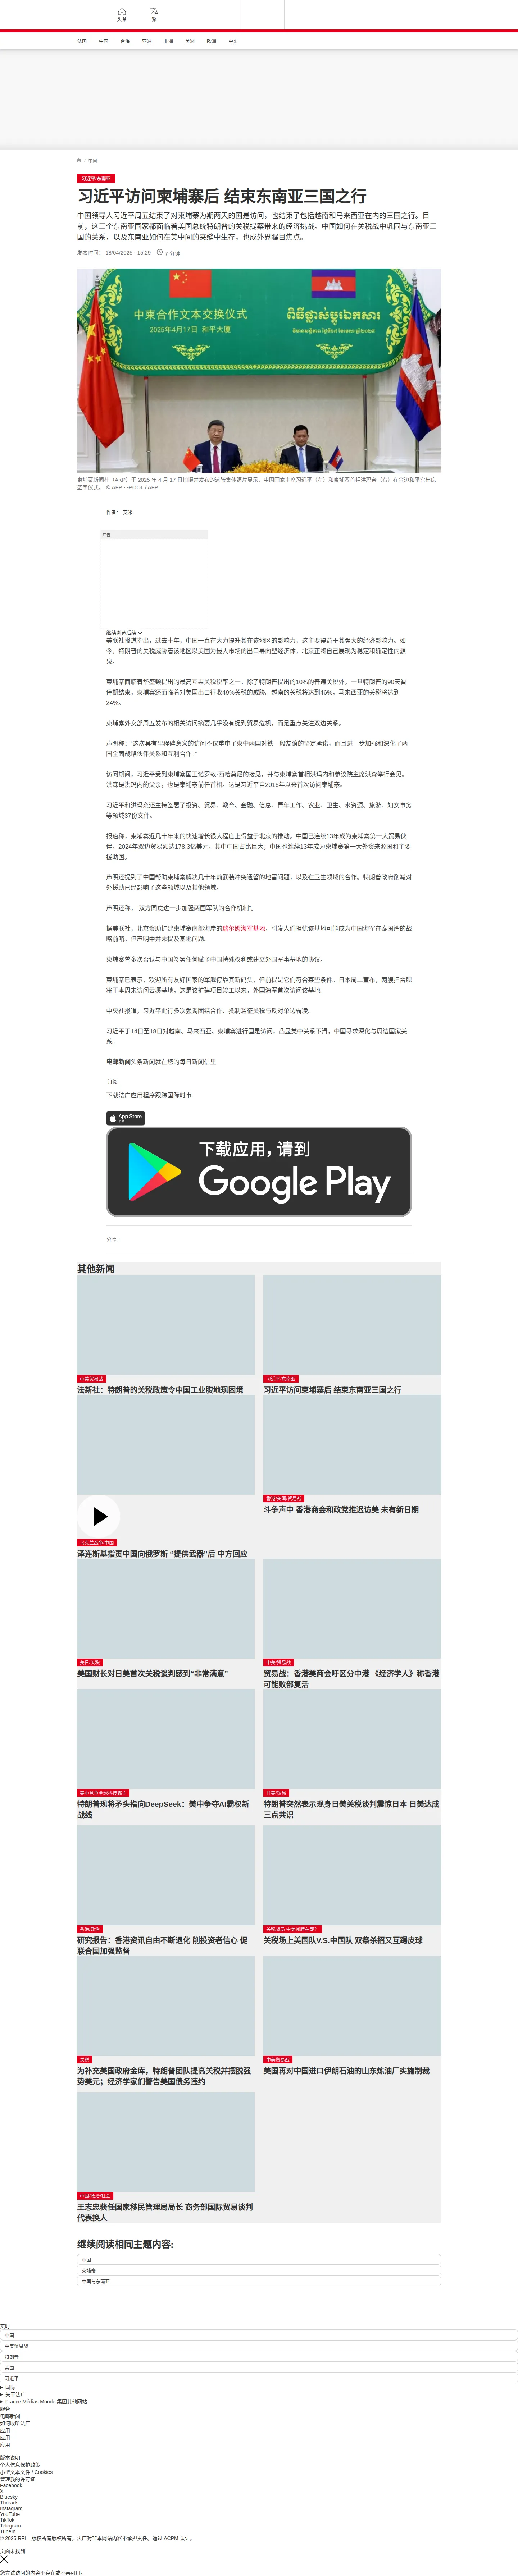 头条
繁
法国
中国
台海
亚洲
非洲
美洲
欧洲
中东
/ 中国
习近平/东南亚
习近平访问柬埔寨后 结束东南亚三国之行
中国领导人习近平周五结束了对柬埔寨为期两天的国是访问，也结束了包括越南和马来西亚在内的三国之行。目
前，这三个东南亚国家都面临着美国总统特朗普的关税提案带来的经济挑战。中国如何在关税战中巩固与东南亚三
国的关系，以及东南亚如何在美中间的夹缝中生存，也成外界瞩目焦点。
发表时间： 18/04/2025 - 15:29
7 分钟
中柬合作文本交换仪式
2025年4月17日 和平大厦
柬埔寨新闻社（AKP）于 2025 年 4 月 17 日拍摄并发布的这张集体照片显示，中国国家主席习近平（左）和柬埔寨首相洪玛奈（右）在金边和平宫出席
签字仪式。 © AFP - -POOL / AFP
作者： 艾米
广告
继续浏览后续
美联社报道指出，过去十年，中国一直在大力提升其在该地区的影响力，这主要得益于其强大的经济影响力。如
今，特朗普的关税威胁着该地区以美国为最大市场的出口导向型经济体，北京正将自己展现为稳定和确定性的源
泉。
柬埔寨面临着华盛顿提出的最高互惠关税税率之一。除了特朗普提出的10%的普遍关税外，一旦特朗普的90天暂
停期结束，柬埔寨还面临着对美国出口征收49%关税的威胁。越南的关税将达到46%，马来西亚的关税将达到
24%。
柬埔寨外交部周五发布的相关访问摘要几乎没有提到贸易危机，而是重点关注双边关系。
声明称：“这次具有里程碑意义的访问不仅重申了柬中两国对铁一般友谊的坚定承诺，而且进一步加强和深化了两
国全面战略伙伴关系和互利合作。”
访问期间，习近平受到柬埔寨国王诺罗敦·西哈莫尼的接见，并与柬埔寨首相洪玛内和参议院主席洪森举行会见。
洪森是洪玛内的父亲，也是柬埔寨前任首相。这是习近平自2016年以来首次访问柬埔寨。
习近平和洪玛奈还主持签署了投资、贸易、教育、金融、信息、青年工作、农业、卫生、水资源、旅游、妇女事务
等领域37份文件。
报道称，柬埔寨近几十年来的快速增长很大程度上得益于北京的推动。中国已连续13年成为柬埔寨第一大贸易伙
伴，2024年双边贸易额达178.3亿美元，其中中国占比巨大；中国也连续13年成为柬埔寨第一大外资来源国和主要
援助国。
声明还提到了中国帮助柬埔寨解决几十年前武装冲突遗留的地雷问题，以及在卫生领域的合作。特朗普政府削减对
外援助已经影响了这些领域以及其他领域。
声明还称，“双方同意进一步加强两国军队的合作机制”。
据美联社，北京资助扩建柬埔寨南部海岸的瑞尔姆海军基地，引发人们担忧该基地可能成为中国海军在泰国湾的战
略前哨。但声明中并未提及基地问题。
柬埔寨曾多次否认与中国签署任何赋予中国特殊权利或建立外国军事基地的协议。
柬埔寨已表示，欢迎所有友好国家的军舰停靠其新码头，但前提是它们符合某些条件。日本周二宣布，两艘扫雷舰
将于本周末访问云壤基地，这是该扩建项目竣工以来，外国海军首次访问该基地。
中央社报道，习近平此行多次强调团结合作、抵制滥征关税与反对单边霸凌。
习近平于14日至18日对越南、马来西亚、柬埔寨进行国是访问，凸显美中关系下滑，中国寻求深化与周边国家关
系。
电邮新闻头条新闻就在您的每日新闻信里
订阅
下载法广应用程序跟踪国际时事
App Store
下载
下载应用，请到
Google Play
分享 :
其他新闻
中美贸易战
法新社：特朗普的关税政策令中国工业腹地现困境
习近平/东南亚
习近平访问柬埔寨后 结束东南亚三国之行
乌克兰战争/中国
泽连斯基指责中国向俄罗斯 “提供武器”后 中方回应
香港/美国/贸易战
斗争声中 香港商会和政党推迟访美 未有新日期
美日/关税
美国财长对日美首次关税谈判感到“非常满意”
中美/贸易战
贸易战：香港美商会吁区分中港 《经济学人》称香港
可能败部复活
美中竞争全球科技霸主
特朗普现将矛头指向DeepSeek：美中争夺AI霸权新
战线
日美/贸易
特朗普突然表示现身日美关税谈判震惊日本 日美达成
三点共识
香港/政治
研究报告：香港资讯自由不断退化 削投资者信心 促
联合国加强监督
关税战局 中美摊牌在即？
关税场上美国队V.S.中国队 双祭杀招又互踢皮球
关税
为补充美国政府金库，特朗普团队提高关税并摆脱强
势美元；经济学家们警告美国债务违约
中美贸易战
美国再对中国进口伊朗石油的山东炼油厂实施制裁
中国/政治/社会
王志忠获任国家移民管理局局长 商务部国际贸易谈判
代表换人
继续阅读相同主题内容:
中国
柬埔寨
中国与东南亚
实时
中国
中美贸易战
特朗普
美国
习近平
国际
关于法广
France Médias Monde 集团其他网站
服务
电邮新闻
如何收听法广
应用
应用
应用
版本说明
个人信息保护政策
小型文本文件 / Cookies
管理我的许可证
Facebook
X
Bluesky
Threads
Instagram
YouTube
TikTok
Telegram
TuneIn
© 2025 RFI – 版权所有版权所有。法广对非本网站内容不承担责任。通过 ACPM 认证。
页面未找到
您尝试访问的内容不存在或不再可用。